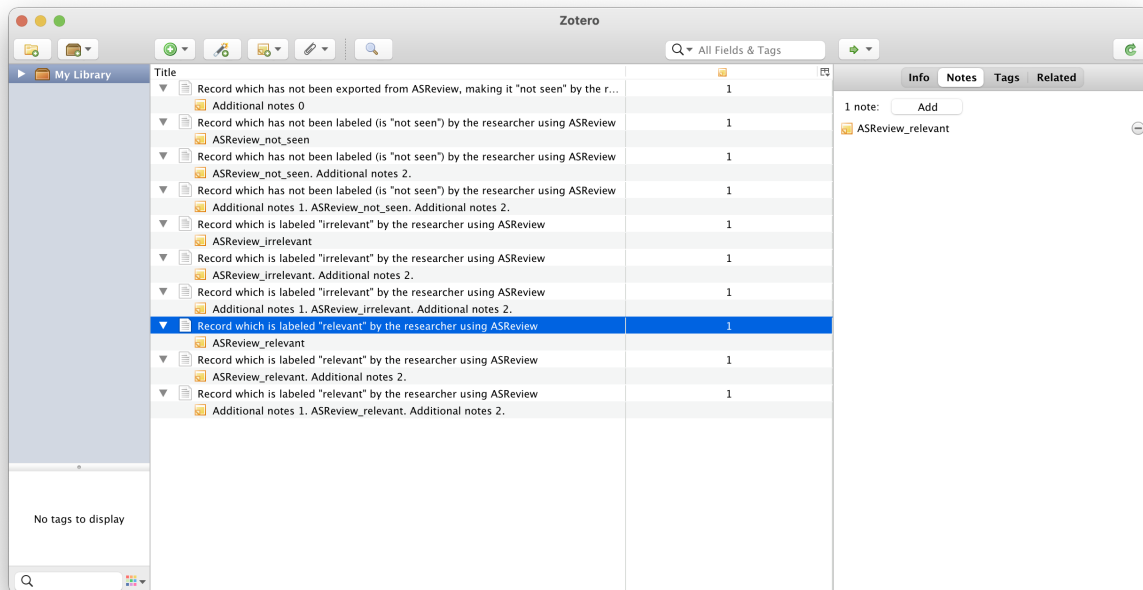 Zotero
All Fields & Tags
My Library
Title
Info Notes Tags Related
Record which has not been exported from ASReview, making it "not seen" by the r... 1
Additional notes 0
Record which has not been labeled (is "not seen") by the researcher using ASReview 1
ASReview_not_seen
Record which has not been labeled (is "not seen") by the researcher using ASReview 1
ASReview_not_seen. Additional notes 2.
Record which has not been labeled (is "not seen") by the researcher using ASReview 1
Additional notes 1. ASReview_not_seen. Additional notes 2.
Record which is labeled "irrelevant" by the researcher using ASReview 1
ASReview_irrelevant
Record which is labeled "irrelevant" by the researcher using ASReview 1
ASReview_irrelevant. Additional notes 2.
Record which is labeled "irrelevant" by the researcher using ASReview 1
Additional notes 1. ASReview_irrelevant. Additional notes 2.
Record which is labeled "relevant" by the researcher using ASReview 1
ASReview_relevant
Record which is labeled "relevant" by the researcher using ASReview 1
ASReview_relevant. Additional notes 2.
Record which is labeled "relevant" by the researcher using ASReview 1
Additional notes 1. ASReview_relevant. Additional notes 2.
1 note: Add
ASReview_relevant
No tags to display